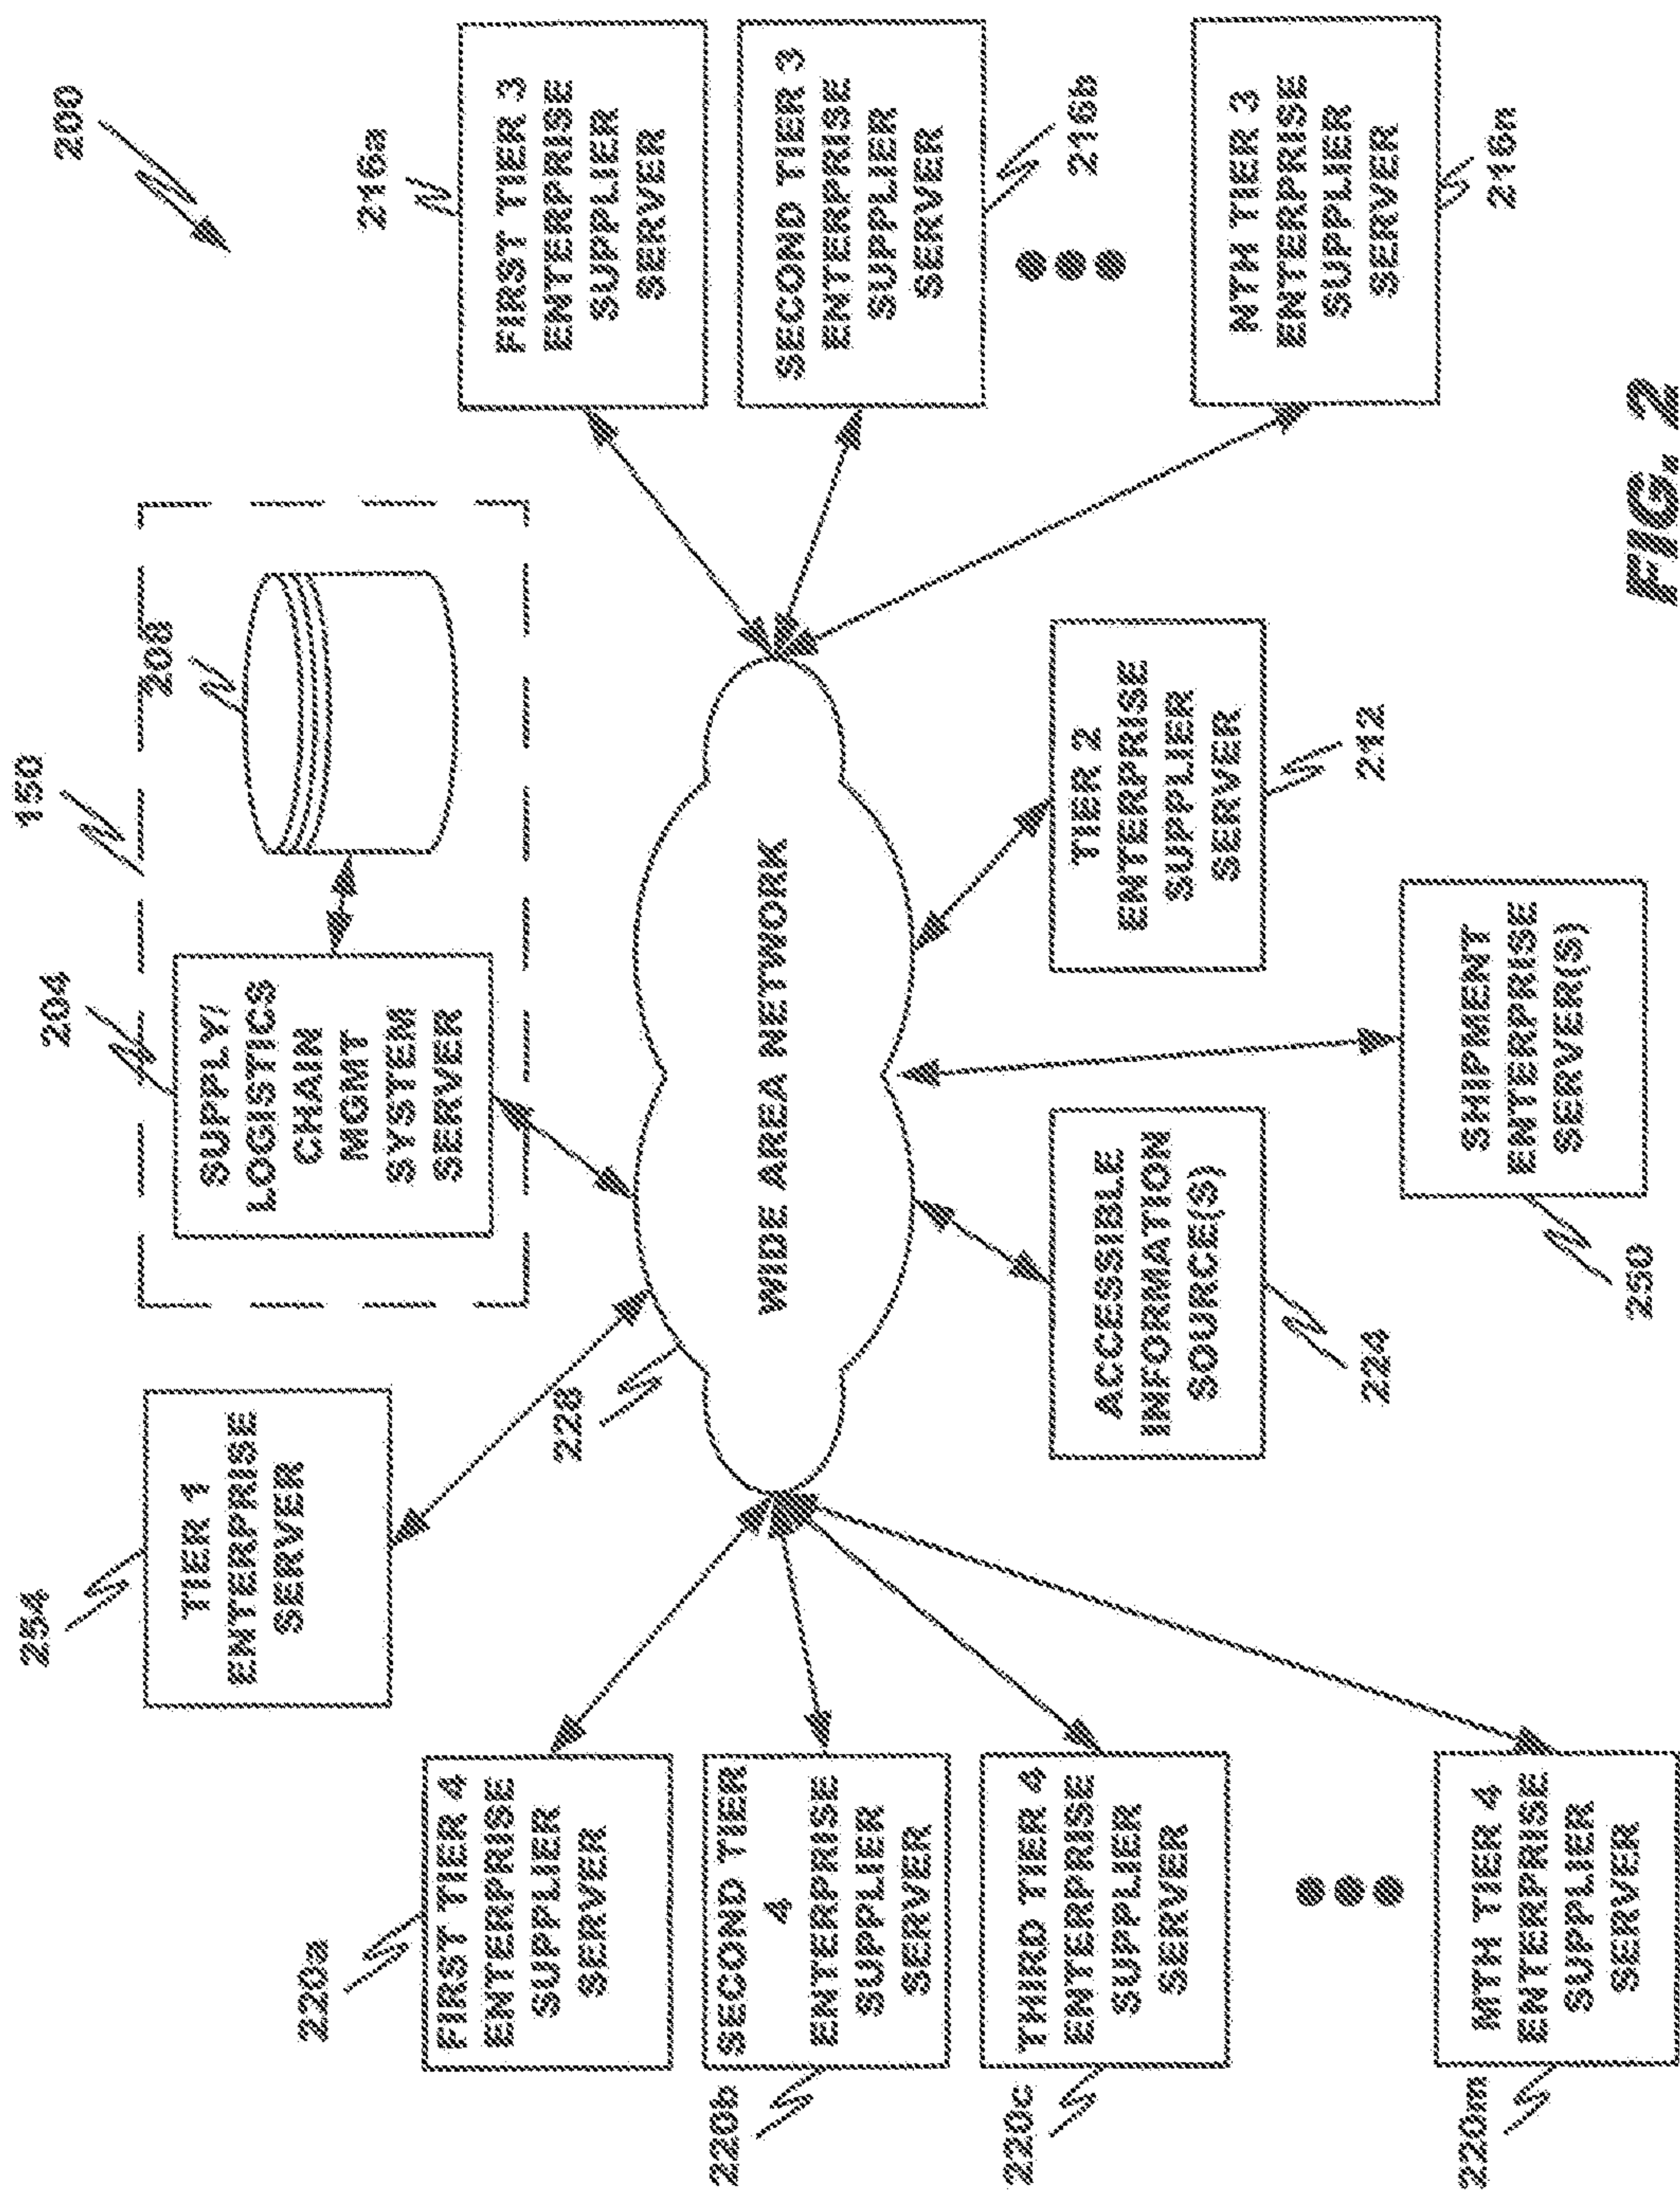 200
150
204
208
SUPPLY/
LOGISTICS
CHAIN
MGMT
SYSTEM
SERVER
254
TIER 1
ENTERPRISE
SERVER
228
WIDE AREA NETWORK
220a
FIRST TIER 4
ENTERPRISE
SUPPLIER
SERVER
220b
SECOND TIER
4
ENTERPRISE
SUPPLIER
SERVER
220c
THIRD TIER 4
ENTERPRISE
SUPPLIER
SERVER
220m
MTH TIER 4
ENTERPRISE
SUPPLIER
SERVER
ACCESSIBLE
INFORMATION
SOURCE(S)
224
TIER 2
ENTERPRISE
SUPPLIER
SERVER
212
SHIPMENT
ENTERPRISE
SERVER(S)
250
216a
FIRST TIER 3
ENTERPRISE
SUPPLIER
SERVER
SECOND TIER 3
ENTERPRISE
SUPPLIER
SERVER
216b
NTH TIER 3
ENTERPRISE
SUPPLIER
SERVER
216n
FIG. 2